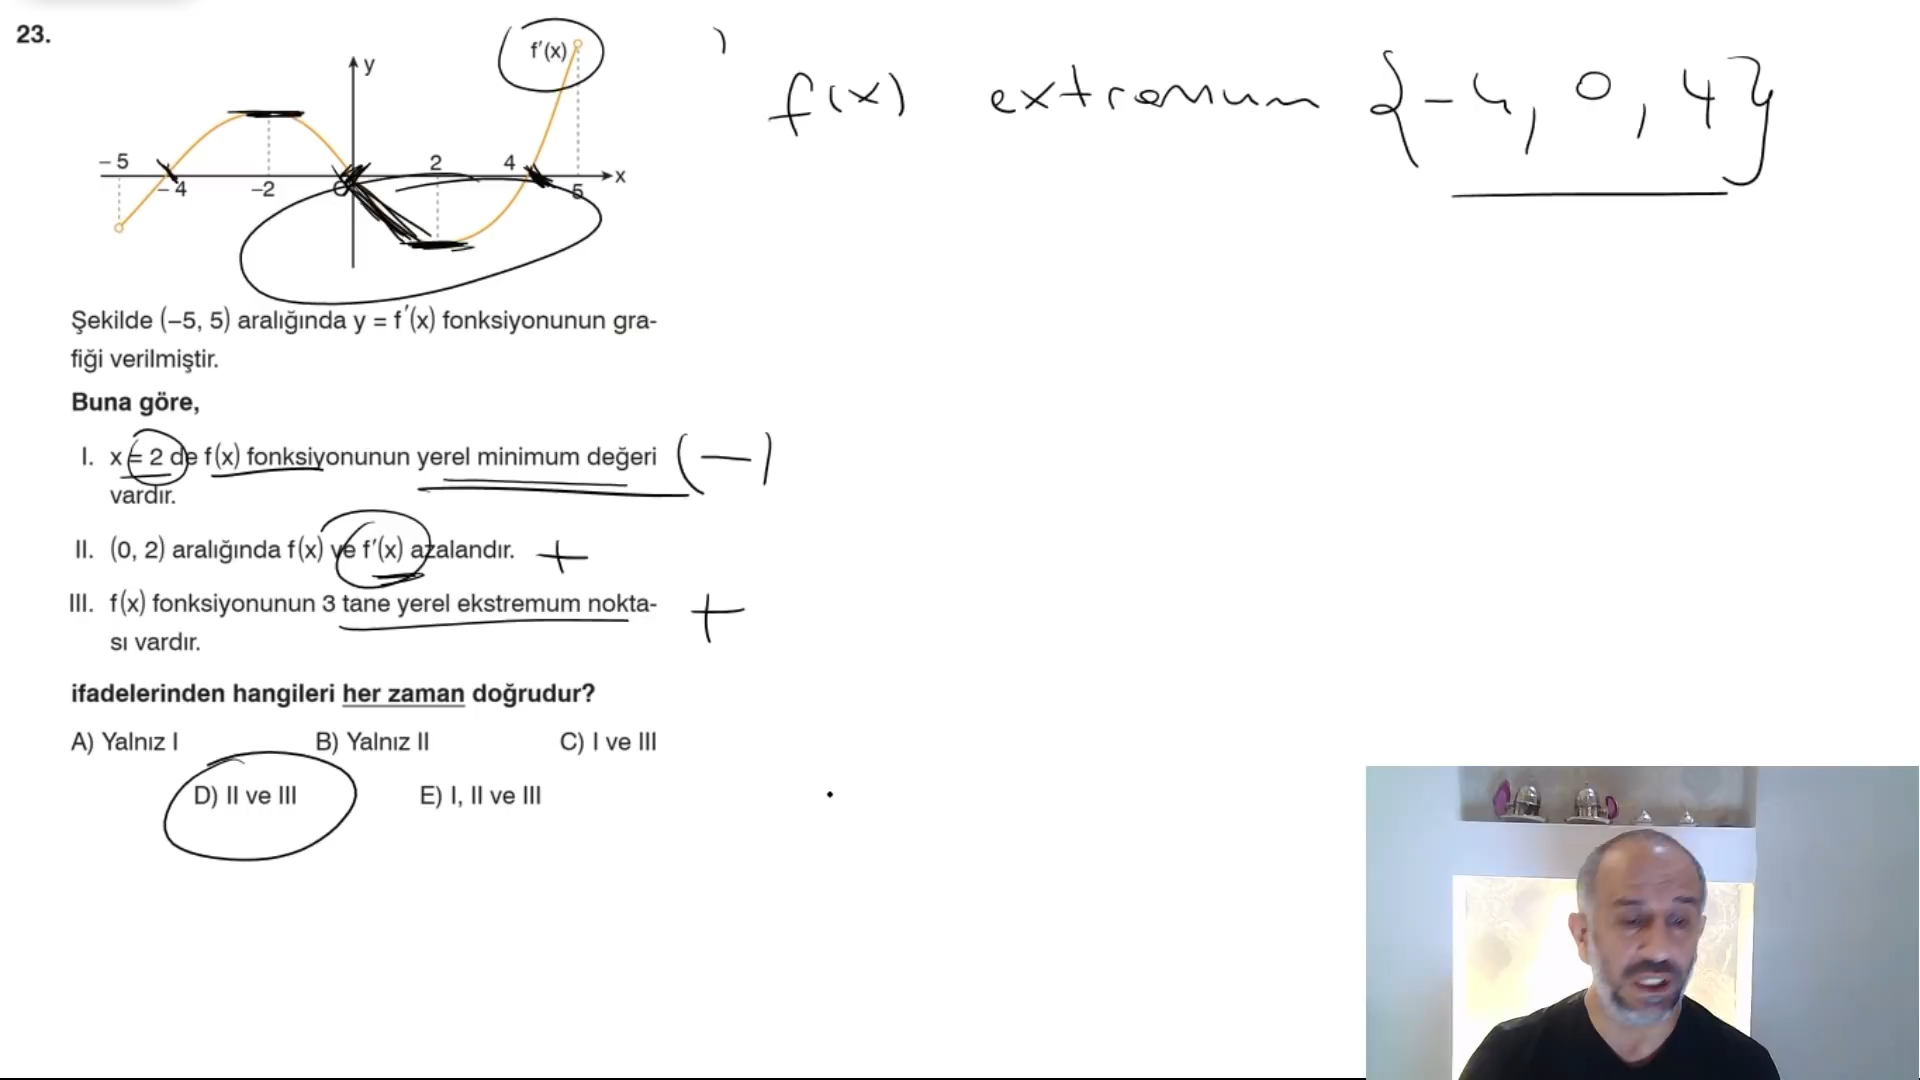 23.
f′(x)
y
f(x) extremum {-4, 0, 4}
– 5
2
4
x
– 4
–2
5
Şekilde (–5, 5) aralığında y = f′(x) fonksiyonunun gra-
fiği verilmiştir.
Buna göre,
I. x = 2 de f(x) fonksiyonunun yerel minimum değeri (–)
vardır.
II. (0, 2) aralığında f(x) ve f′(x) azalandır. +
III. f(x) fonksiyonunun 3 tane yerel ekstremum nokta- +
sı vardır.
ifadelerinden hangileri her zaman doğrudur?
A) Yalnız I B) Yalnız II C) I ve III
D) II ve III E) I, II ve III